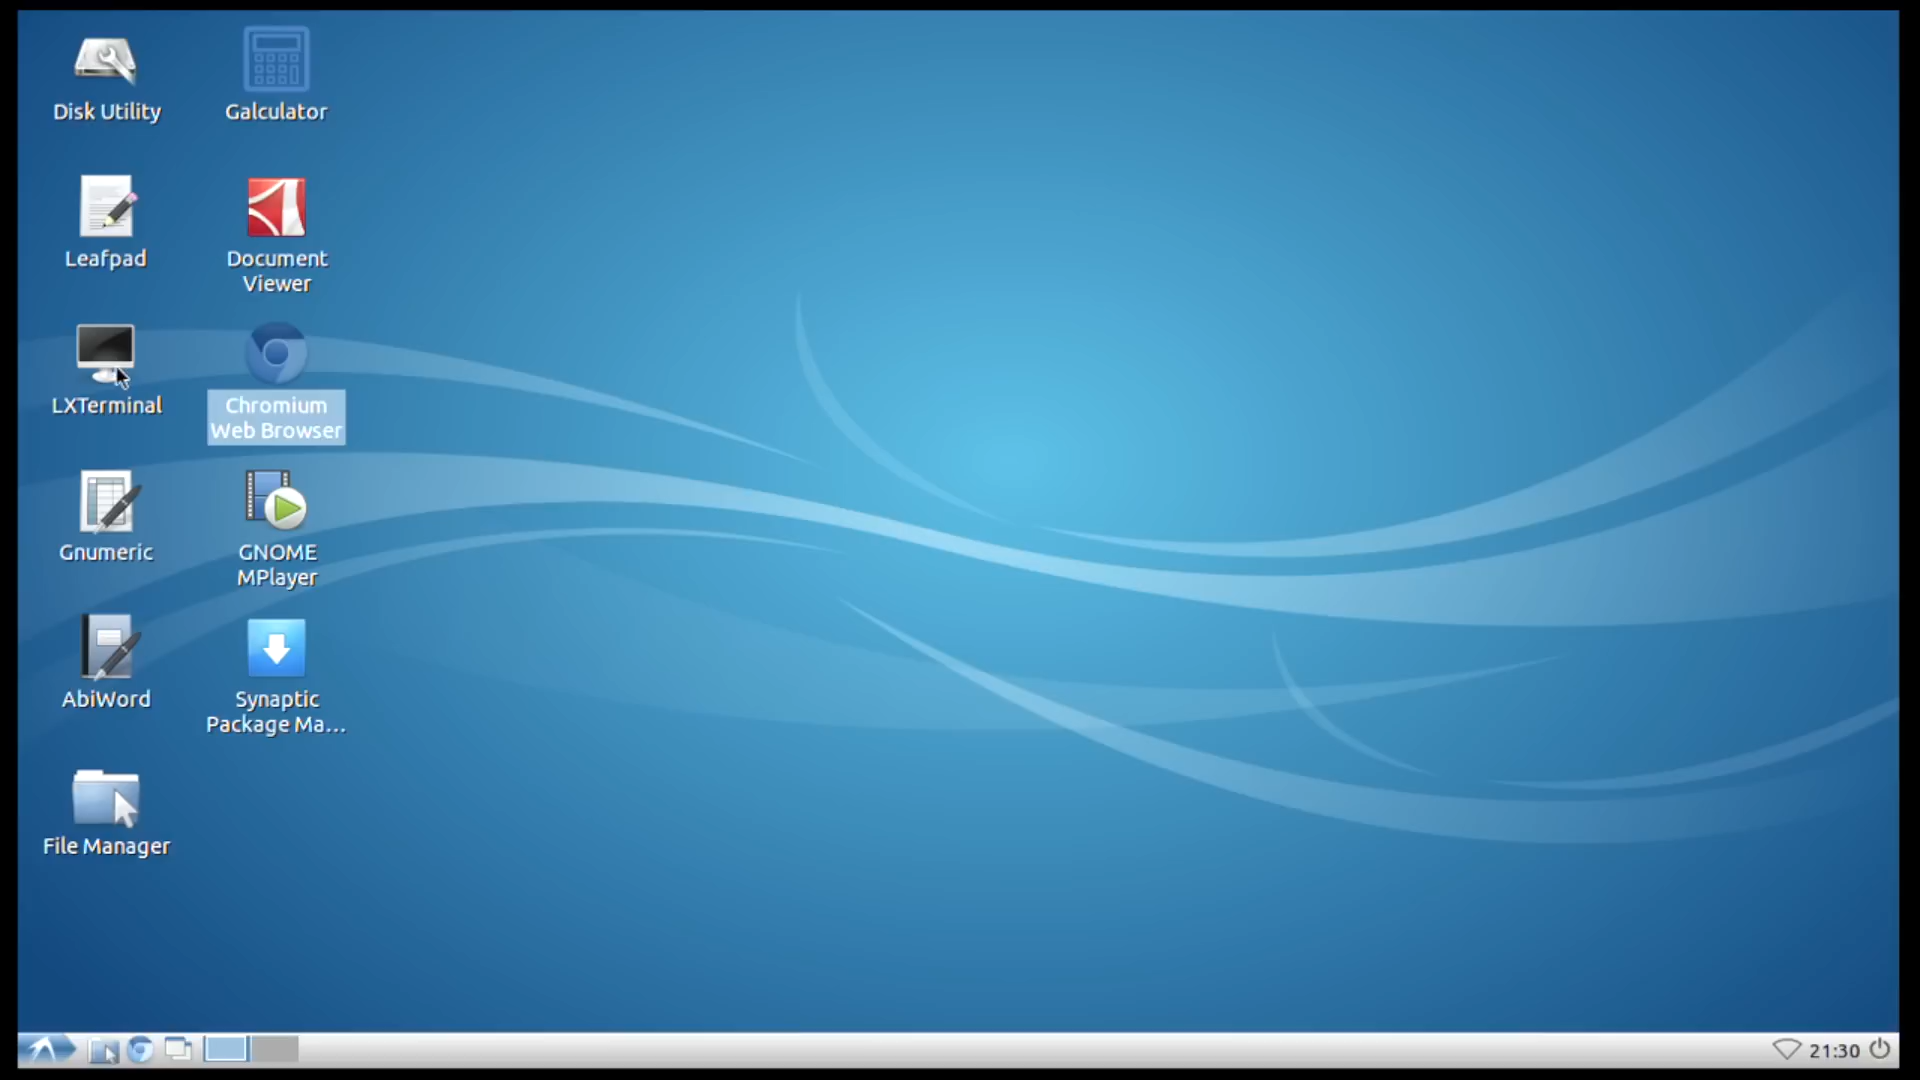 Disk Utility
Galculator
Leafpad
Document
Viewer
LXTerminal
Chromium
Web Browser
Gnumeric
GNOME
MPlayer
AbiWord
Synaptic
Package Ma...
File Manager
21:30